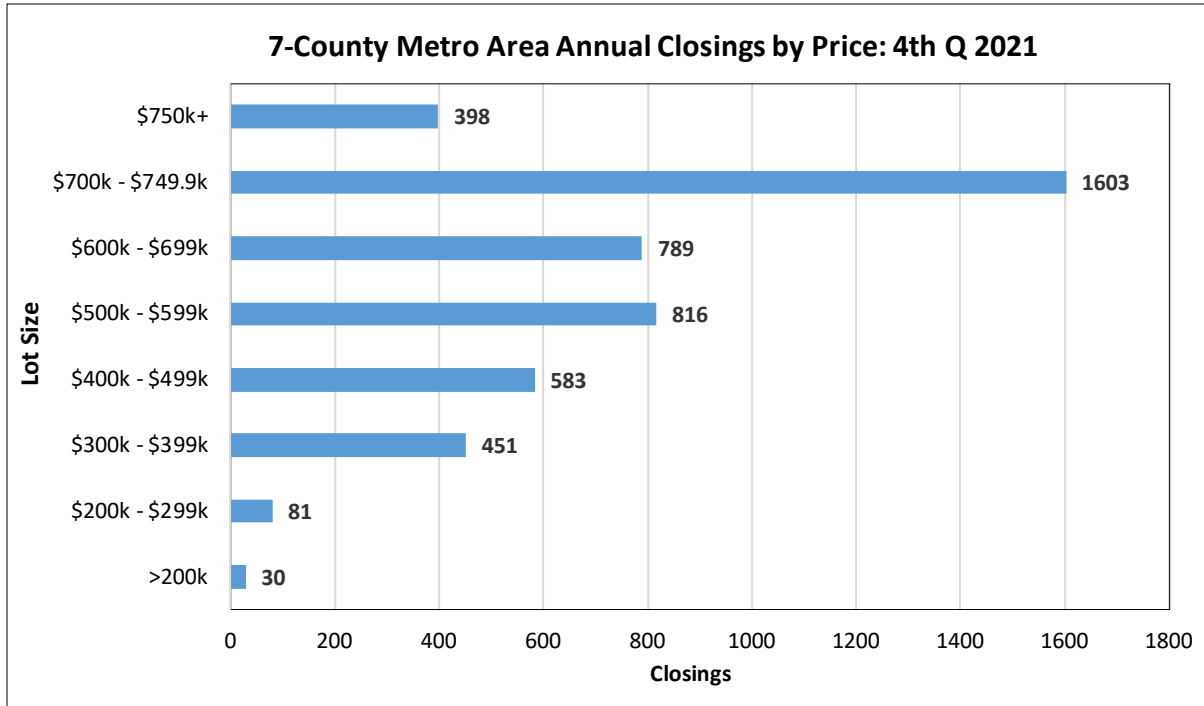 7-County Metro Area Annual Closings by Price: 4th Q 2021
Lot Size
$750k+ 398
$700k - $749.9k 1603
$600k - $699k 789
$500k - $599k 816
$400k - $499k 583
$300k - $399k 451
$200k - $299k 81
>200k 30
0 200 400 600 800 1000 1200 1400 1600 1800
Closings